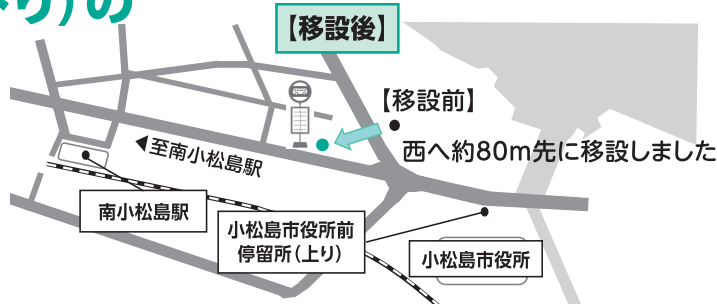 り)の
【移設後】
【移設前】
西へ約80m先に移設しました
◀至南小松島駅
南小松島駅
小松島市役所前
停留所(上り)
小松島市役所